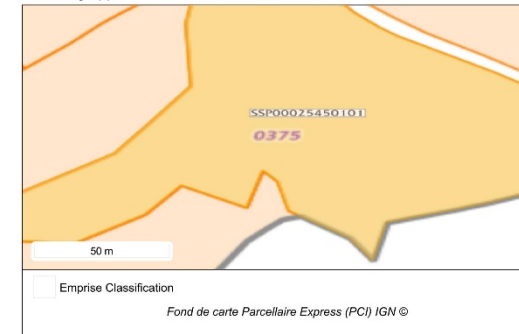 SSP00025450101
0375
50 m
Emprise Classification
Fond de carte Parcellaire Express (PCI) IGN ©